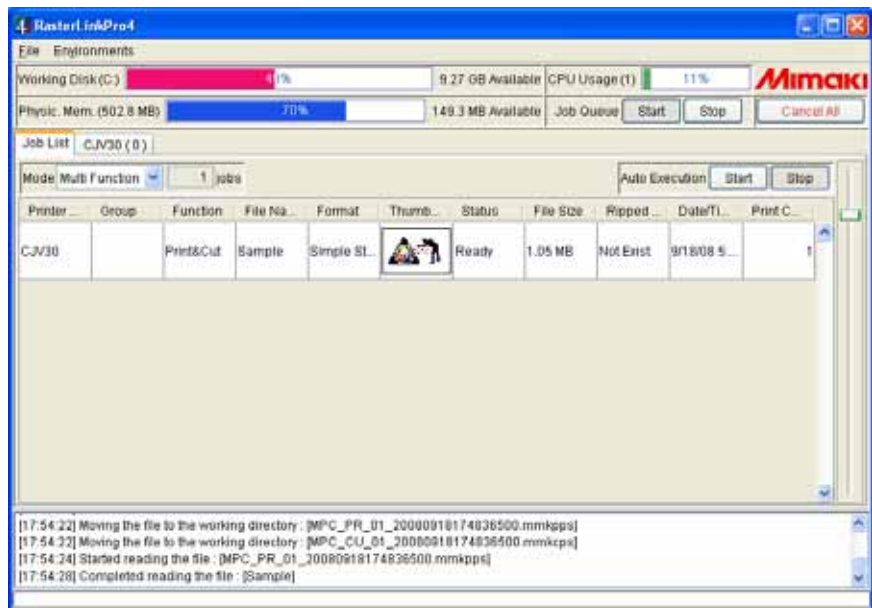 RasterLinkPro4
File Environments
Working Disk(C:) 41% 9.27 GB Available CPU Usage(1) 11% Mimaki
Physic. Mem. (502.8 MB) 70% 149.3 MB Available Job Queue Start Stop Cancel All
Job List CJV30 ( 0 )
Mode Multi Function 1 jobs Auto Execution Start Stop
Printer ... Group Function File Na... Format Thumb... Status File Size Ripped ... Date/Ti... Print C...
CJV30 Print&Cut Sample Simple St... Ready 1.05 MB Not Exist 9/18/08 5... 1
[17:54:22] Moving the file to the working directory : [MPC_PR_01_20080918174836500.mmkpps]
[17:54:22] Moving the file to the working directory : [MPC_CU_01_20080918174836500.mmkcps]
[17:54:24] Started reading the file : [MPC_PR_01_20080918174836500.mmkpps]
[17:54:28] Completed reading the file : [Sample]